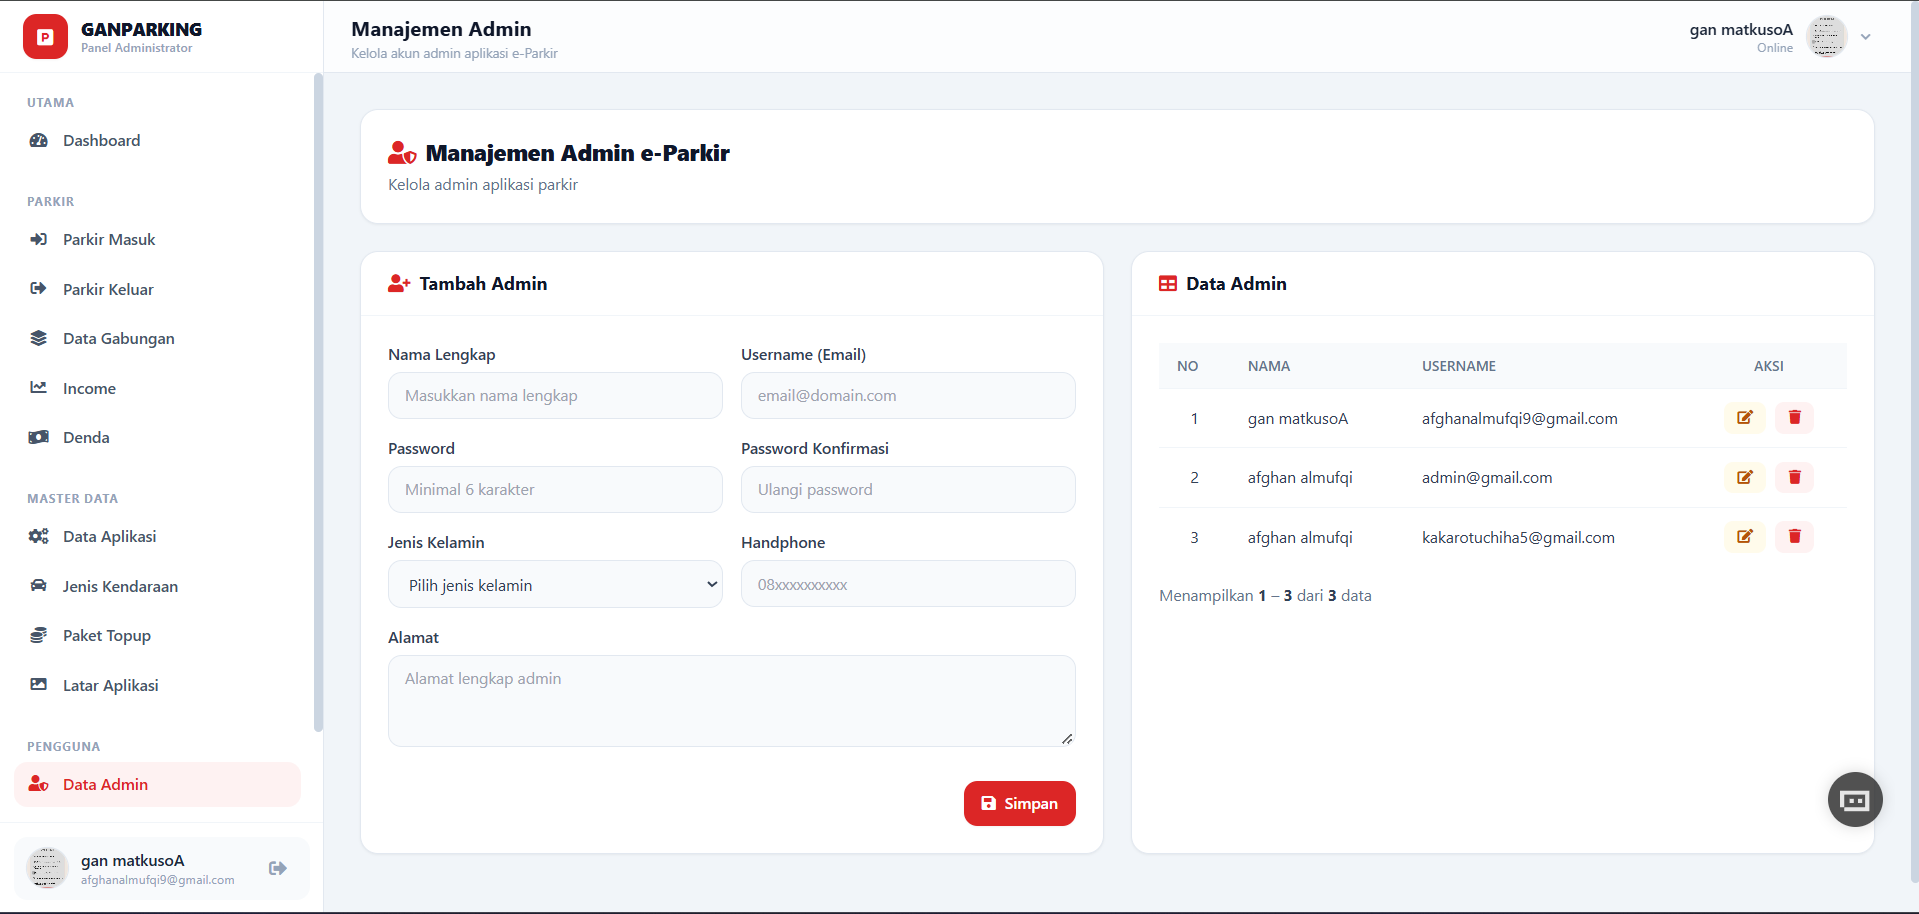 GANPARKING
Panel Administrator
UTAMA
Dashboard
PARKIR
Parkir Masuk
Parkir Keluar
Data Gabungan
Income
Denda
MASTER DATA
Data Aplikasi
Jenis Kendaraan
Paket Topup
Latar Aplikasi
PENGGUNA
Data Admin
gan matkusoA
afghanalmufqi9@gmail.com
Manajemen Admin
Kelola akun admin aplikasi e-Parkir
gan matkusoA
Online
Manajemen Admin e-Parkir
Kelola admin aplikasi parkir
Tambah Admin
Nama Lengkap
Masukkan nama lengkap
Username (Email)
email@domain.com
Password
Minimal 6 karakter
Password Konfirmasi
Ulangi password
Jenis Kelamin
Pilih jenis kelamin
Handphone
08xxxxxxxxxx
Alamat
Alamat lengkap admin
Simpan
Data Admin
NO NAMA USERNAME AKSI
1 gan matkusoA afghanalmufqi9@gmail.com
2 afghan almufqi admin@gmail.com
3 afghan almufqi kakarotuchiha5@gmail.com
Menampilkan 1 – 3 dari 3 data